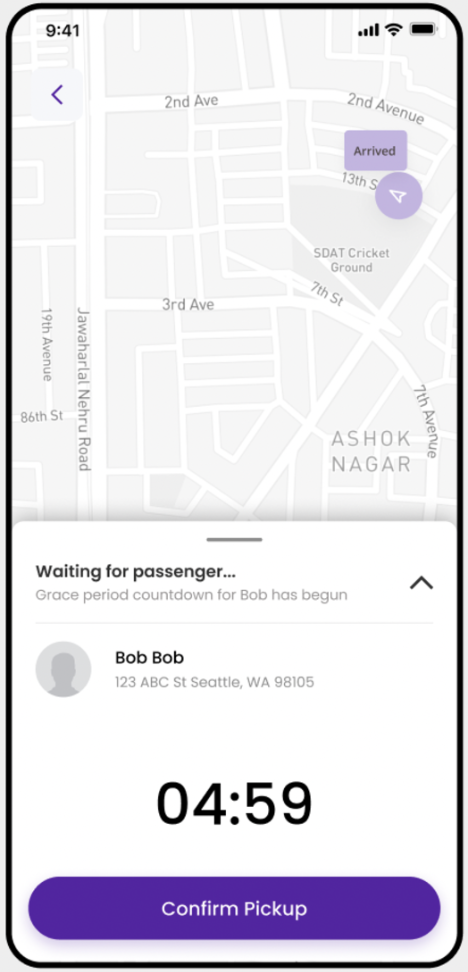 9:41
2nd Ave
2nd Avenue
Arrived
13th S
SDAT Cricket
Ground
7th St
3rd Ave
19th Avenue
Jawaharlal Nehru Road
86th St
7th Avenue
ASHOK
NAGAR
Waiting for passenger...
Grace period countdown for Bob has begun
Bob Bob
123 ABC St Seattle, WA 98105
04:59
Confirm Pickup